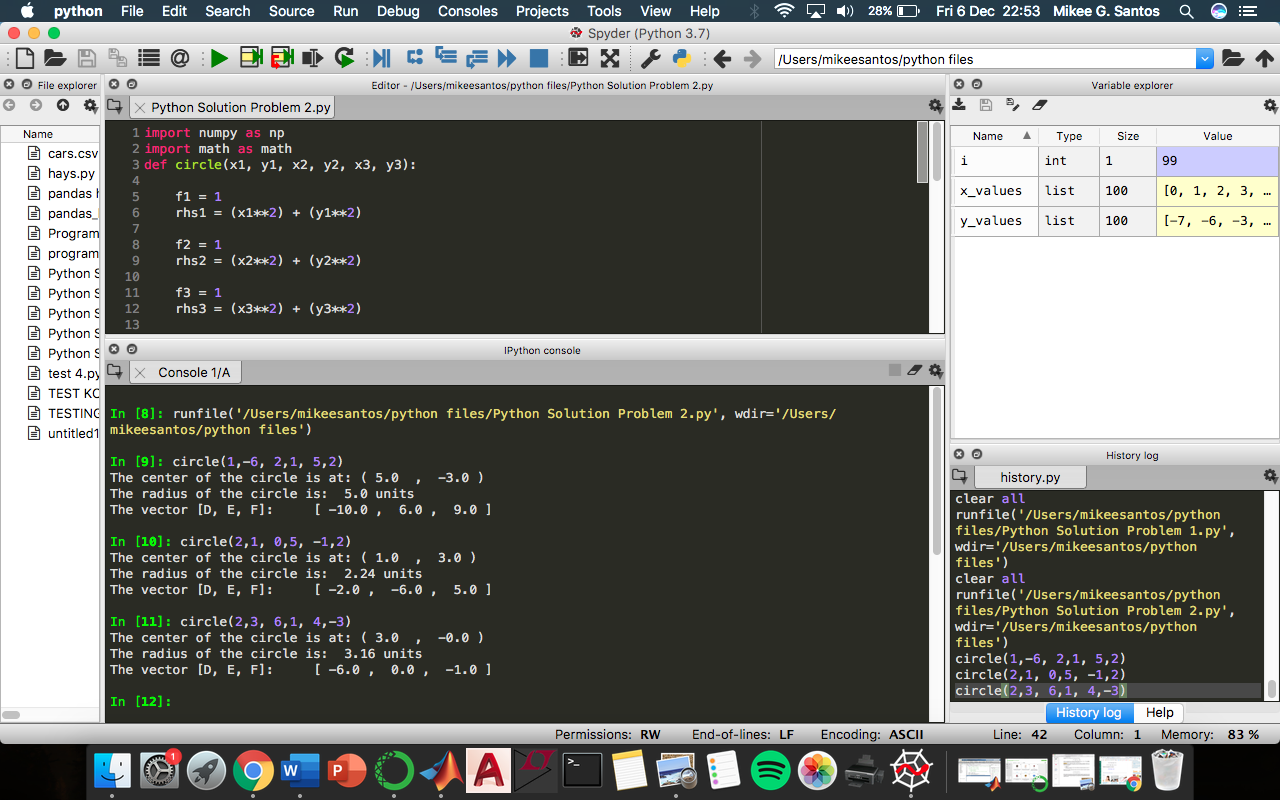 python File Edit Search Source Run Debug Consoles Projects Tools View Help 28% Fri 6 Dec 22:53 Mikee G. Santos
Spyder (Python 3.7)
/Users/mikeesantos/python files
File explorer
Name
cars.csv
hays.py
pandas
pandas_
Program
program
Python S
Python S
Python S
Python S
Python S
test 4.py
TEST KO
TESTING
untitled1
Editor - /Users/mikeesantos/python files/Python Solution Problem 2.py
Python Solution Problem 2.py
1 import numpy as np
2 import math as math
3 def circle(x1, y1, x2, y2, x3, y3):
4
5 f1 = 1
6 rhs1 = (x1**2) + (y1**2)
7
8 f2 = 1
9 rhs2 = (x2**2) + (y2**2)
10
11 f3 = 1
12 rhs3 = (x3**2) + (y3**2)
13
IPython console
Console 1/A
In [8]: runfile('/Users/mikeesantos/python files/Python Solution Problem 2.py', wdir='/Users/
mikeesantos/python files')
In [9]: circle(1,-6, 2,1, 5,2)
The center of the circle is at: ( 5.0 , -3.0 )
The radius of the circle is: 5.0 units
The vector [D, E, F]: [ -10.0 , 6.0 , 9.0 ]
In [10]: circle(2,1, 0,5, -1,2)
The center of the circle is at: ( 1.0 , 3.0 )
The radius of the circle is: 2.24 units
The vector [D, E, F]: [ -2.0 , -6.0 , 5.0 ]
In [11]: circle(2,3, 6,1, 4,-3)
The center of the circle is at: ( 3.0 , -0.0 )
The radius of the circle is: 3.16 units
The vector [D, E, F]: [ -6.0 , 0.0 , -1.0 ]
In [12]:
Variable explorer
Name Type Size Value
i int 1 99
x_values list 100 [0, 1, 2, 3, …
y_values list 100 [-7, -6, -3, …
History log
history.py
clear all
runfile('/Users/mikeesantos/python
files/Python Solution Problem 1.py',
wdir='/Users/mikeesantos/python
files')
clear all
runfile('/Users/mikeesantos/python
files/Python Solution Problem 2.py',
wdir='/Users/mikeesantos/python
files')
circle(1,-6, 2,1, 5,2)
circle(2,1, 0,5, -1,2)
circle(2,3, 6,1, 4,-3)
History log Help
Permissions: RW End-of-lines: LF Encoding: ASCII Line: 42 Column: 1 Memory: 83 %
1
W
P
A
>_